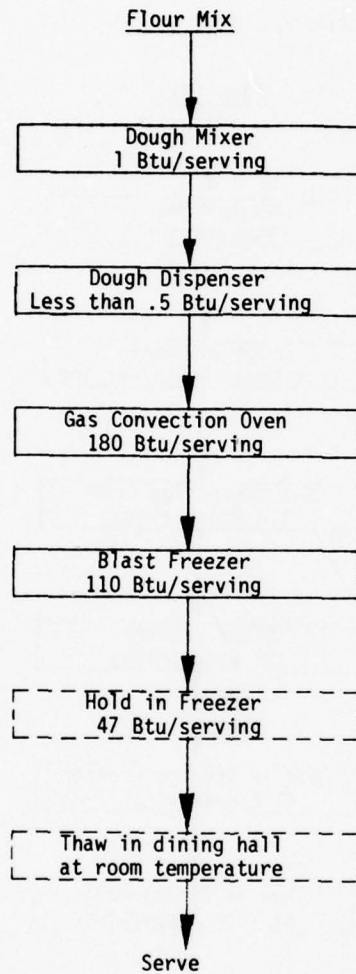 Flour Mix
Dough Mixer
1 Btu/serving
Dough Dispenser
Less than .5 Btu/serving
Gas Convection Oven
180 Btu/serving
Blast Freezer
110 Btu/serving
Hold in Freezer
47 Btu/serving
Thaw in dining hall
at room temperature
Serve